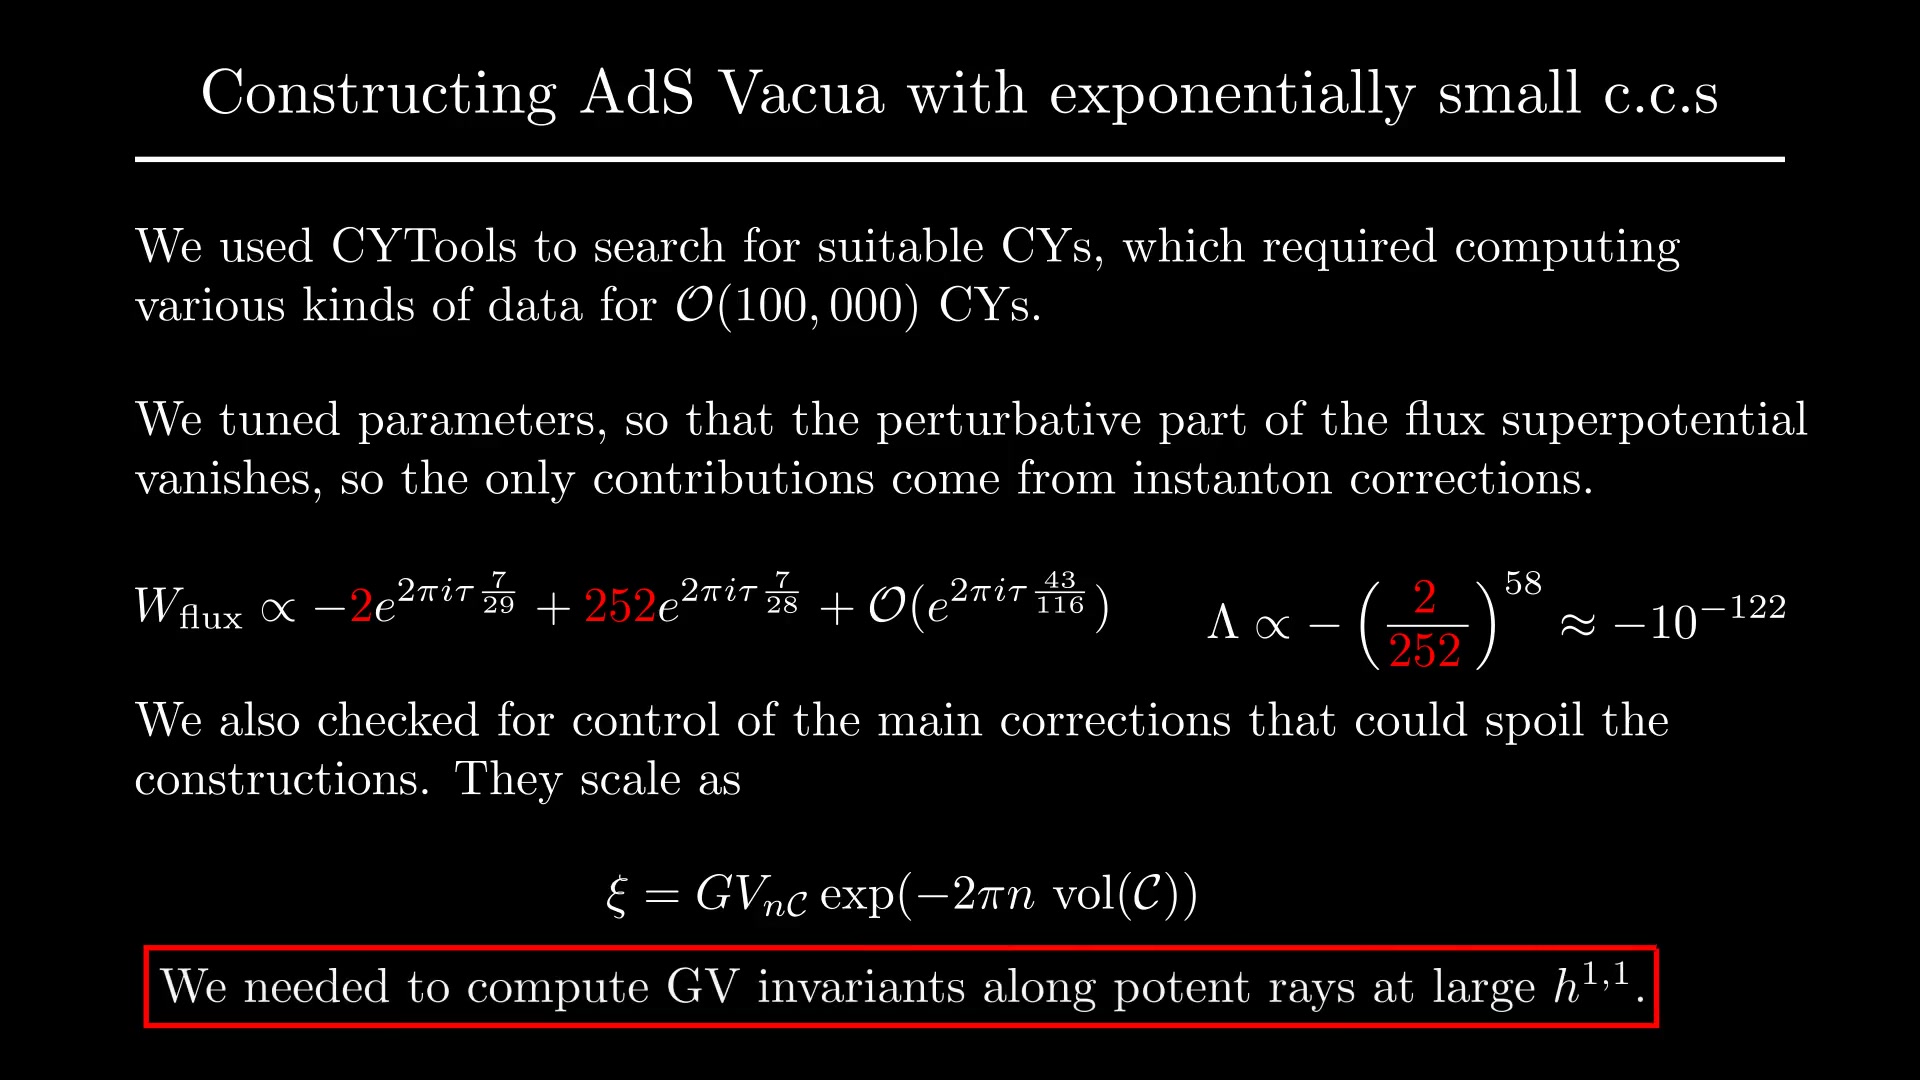 Constructing AdS Vacua with exponentially small c.c.s
We used CYTools to search for suitable CYs, which required computing
various kinds of data for 𝒪(100,000) CYs.
We tuned parameters, so that the perturbative part of the flux superpotential
vanishes, so the only contributions come from instanton corrections.
$W_{\text{flux}} \propto -2e^{2\pi i\tau \frac{7}{29}} + 252e^{2\pi i\tau \frac{7}{28}} + \mathcal{O}(e^{2\pi i\tau \frac{43}{116}})$ $\Lambda \propto -\left(\frac{2}{252}\right)^{58} \approx -10^{-122}$
We also checked for control of the main corrections that could spoil the
constructions. They scale as
$\xi = GV_{n\mathcal{C}} \exp(-2\pi n \text{ vol}(\mathcal{C}))$
We needed to compute GV invariants along potent rays at large $h^{1,1}$.